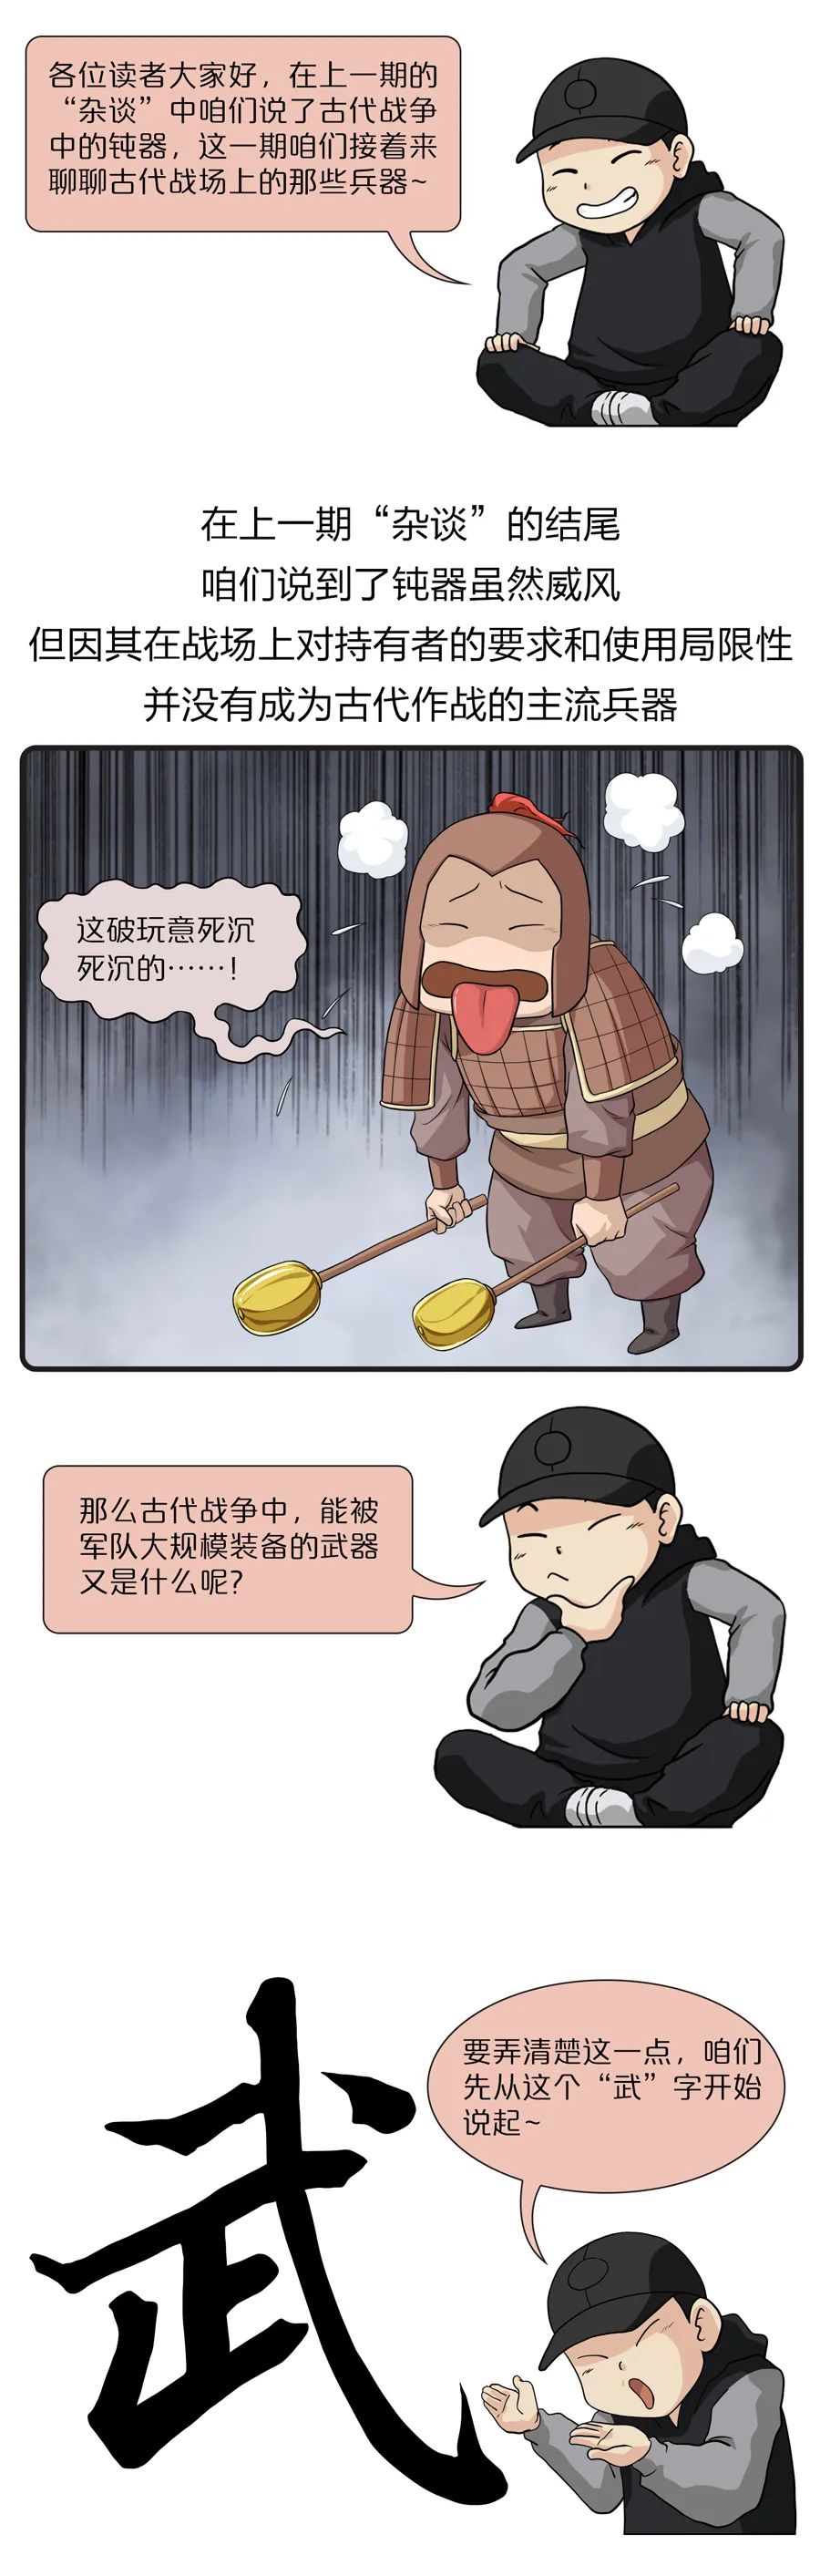 各位读者大家好，在上一期的
“杂谈”中咱们说了古代战争
中的钝器，这一期咱们接着来
聊聊古代战场上的那些兵器~
在上一期“杂谈”的结尾
咱们说到了钝器虽然威风
但因其在战场上对持有者的要求和使用局限性
并没有成为古代作战的主流兵器
这破玩意死沉
死沉的……！
那么古代战争中，能被
军队大规模装备的武器
又是什么呢？
武
要弄清楚这一点，咱们
先从这个“武”字开始
说起~